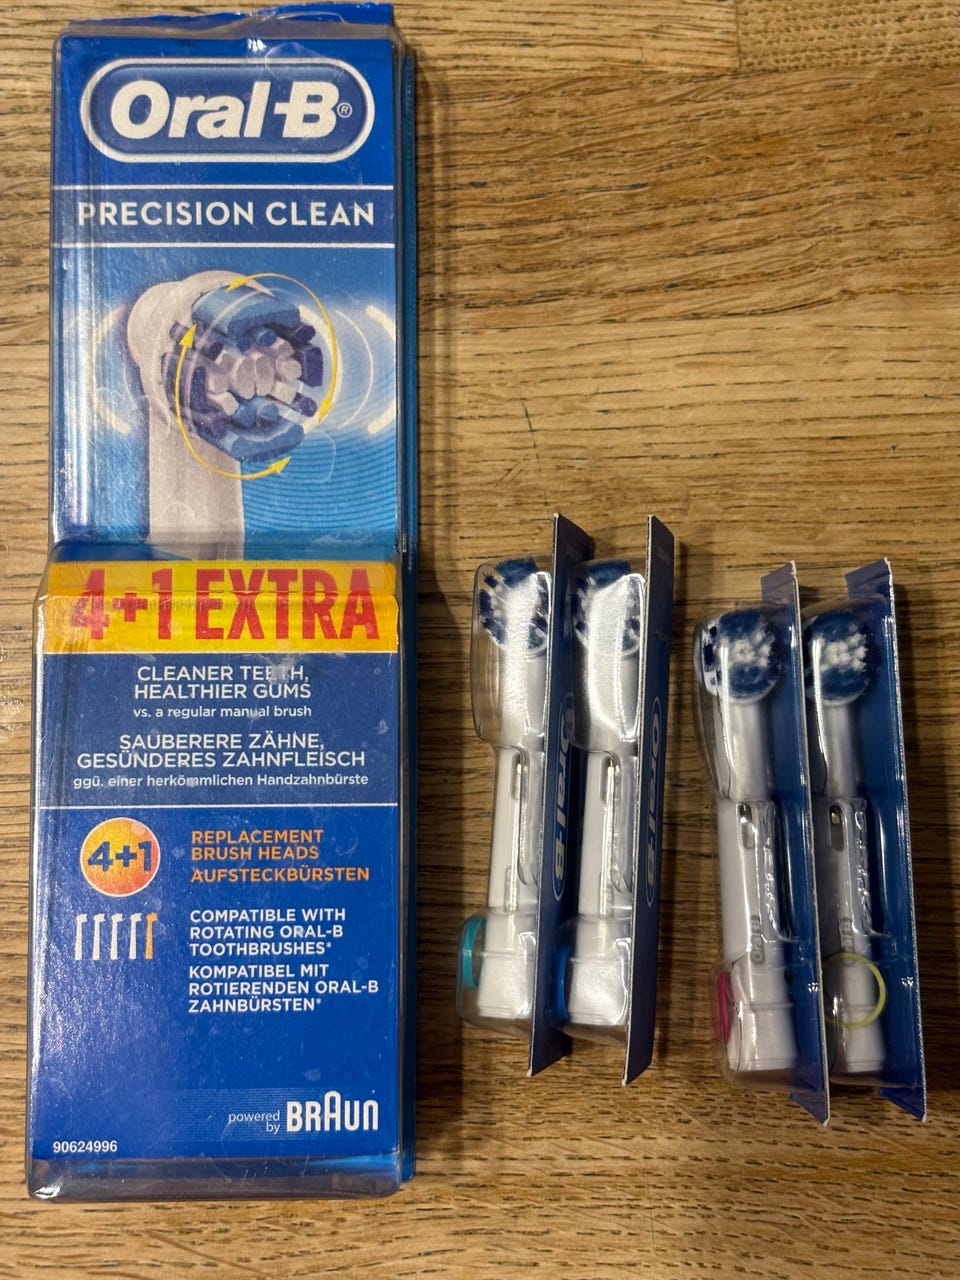 Oral-B®
PRECISION CLEAN
4+1 EXTRA
CLEANER TEETH,
HEALTHIER GUMS
vs. a regular manual brush
SAUBERERE ZÄHNE,
GESÜNDERES ZAHNFLEISCH
ggü. einer herkömmlichen Handzahnbürste
4+1
REPLACEMENT
BRUSH HEADS
AUFSTECKBÜRSTEN
COMPATIBLE WITH
ROTATING ORAL-B
TOOTHBRUSHES*
KOMPATIBEL MIT
ROTIERENDEN ORAL-B
ZAHNBÜRSTEN*
powered
by
BRAUN
90624996
Oral-B
Oral-B